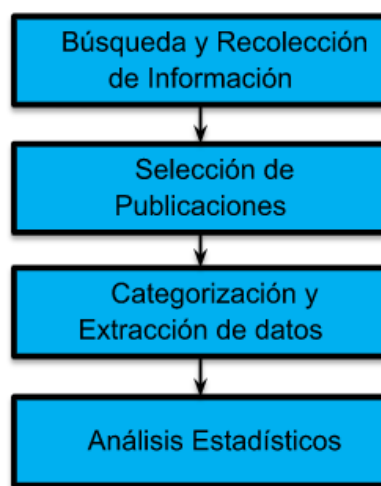 Búsqueda y Recolección
de Información
Selección de
Publicaciones
Categorización y
Extracción de datos
Análisis Estadísticos